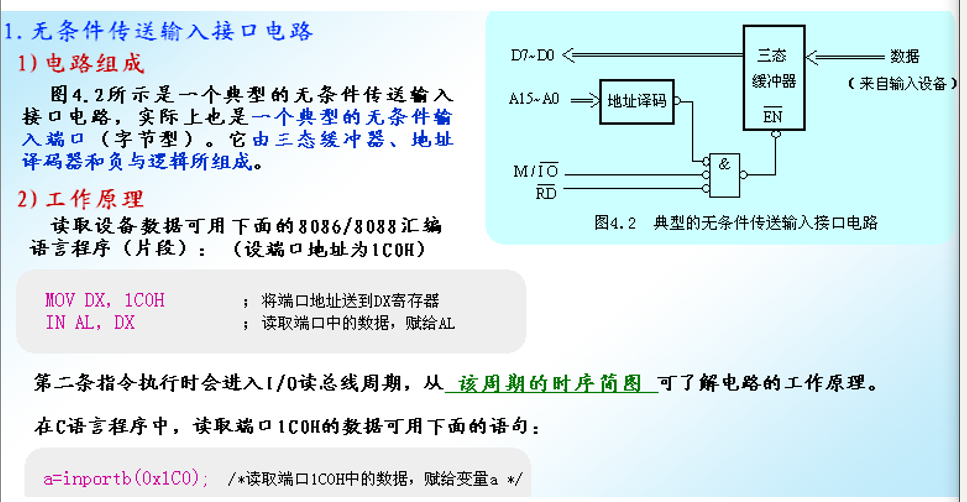 1.无条件传送输入接口电路
1)电路组成
图4.2所示是一个典型的无条件传送输入
接口电路，实际上也是一个典型的无条件输
入端口（字节型）。它由三态缓冲器、地址
译码器和负与逻辑所组成。
2)工作原理
读取设备数据可用下面的8086/8088汇编
语言程序（片段）：（设端口地址为1C0H）
D7~D0
三态
缓冲器
EN
数据
（来自输入设备）
A15~A0
地址译码
&
M/IO
RD
图4.2 典型的无条件传送输入接口电路
MOV DX, 1C0H ；将端口地址送到DX寄存器
IN AL, DX ；读取端口中的数据，赋给AL
第二条指令执行时会进入I/O读总线周期，从 该周期的时序简图 可了解电路的工作原理。
在C语言程序中，读取端口1C0H的数据可用下面的语句：
a=inportb(0x1C0); /*读取端口1C0H中的数据，赋给变量a */